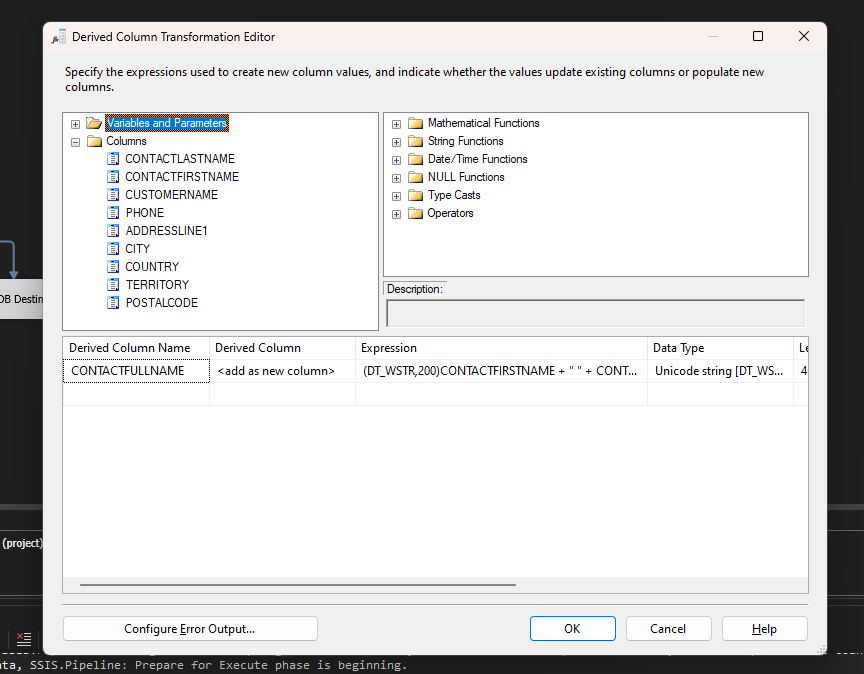 Derived Column Transformation Editor
Specify the expressions used to create new column values, and indicate whether the values update existing columns or populate new
columns.
Variables and Parameters
Columns
CONTACTLASTNAME
CONTACTFIRSTNAME
CUSTOMERNAME
PHONE
ADDRESSLINE1
CITY
COUNTRY
TERRITORY
POSTALCODE
Mathematical Functions
String Functions
Date/Time Functions
NULL Functions
Type Casts
Operators
Description:
DB Destin
Derived Column Name Derived Column Expression Data Type Le
CONTACTFULLNAME <add as new column> (DT_WSTR,200)CONTACTFIRSTNAME + " " + CONT... Unicode string [DT_WS... 4
(project)
Configure Error Output... OK Cancel Help
ata, SSIS.Pipeline: Prepare for Execute phase is beginning.